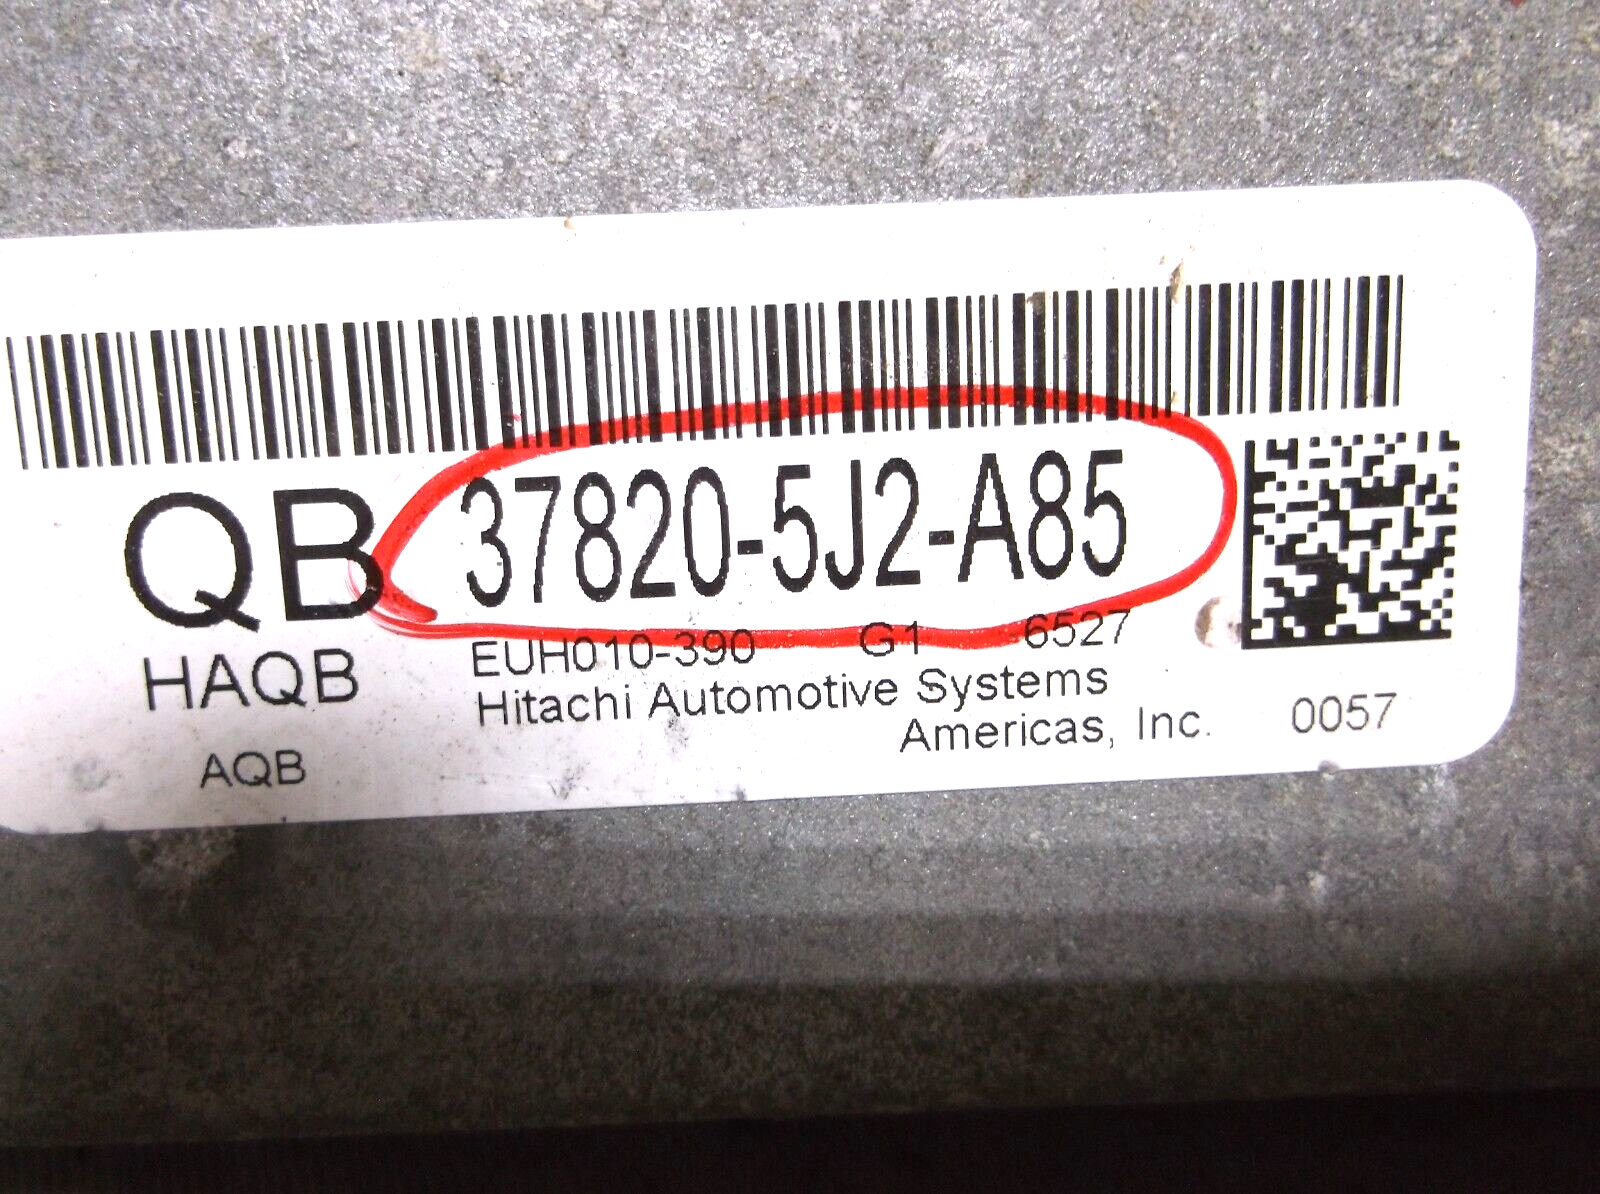 QB 37820-5J2-A85
EUH010-390 G1 6527
HAQB Hitachi Automotive Systems
Americas, Inc. 0057
AQB